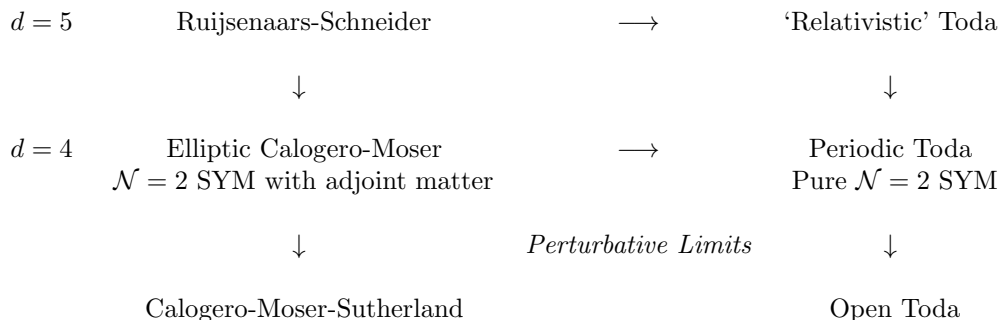 d = 5 Ruijsenaars-Schneider ⟶ ‘Relativistic’ Toda
↓ ↓
d = 4 Elliptic Calogero-Moser ⟶ Periodic Toda
𝒩 = 2 SYM with adjoint matter Pure 𝒩 = 2 SYM
↓ Perturbative Limits ↓
Calogero-Moser-Sutherland Open Toda